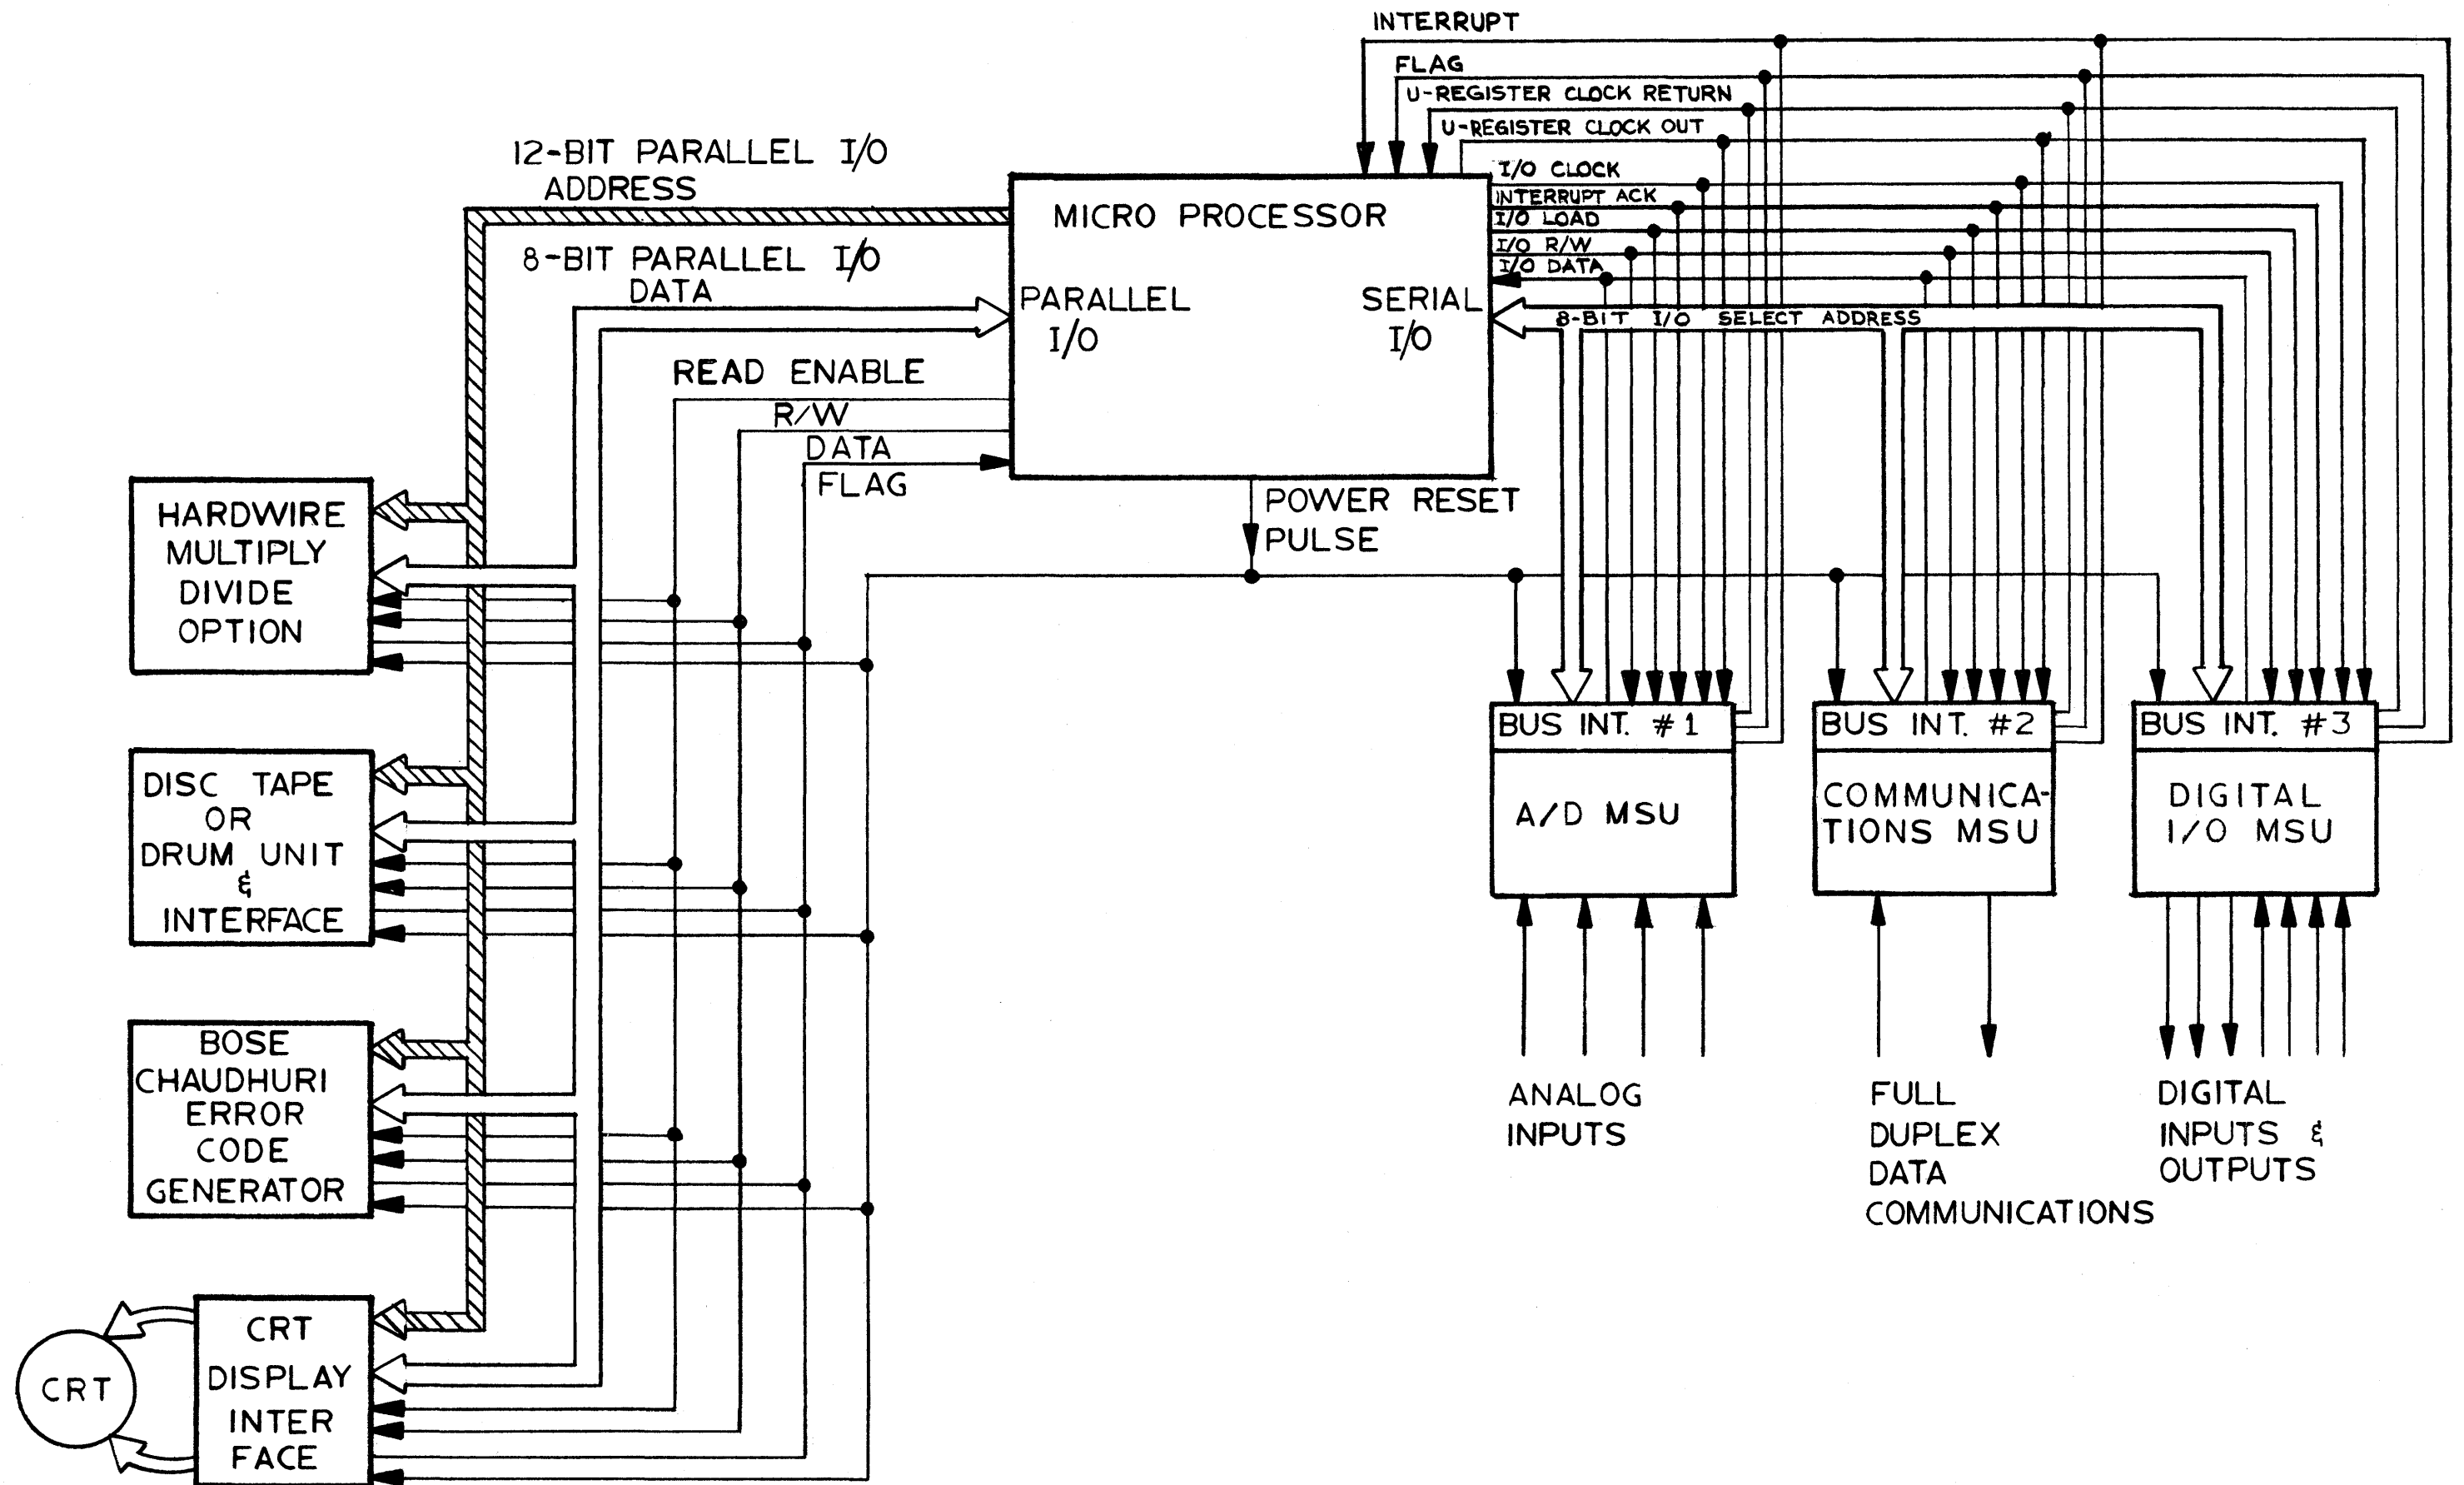 INTERRUPT
FLAG
U-REGISTER CLOCK RETURN
U-REGISTER CLOCK OUT
12-BIT PARALLEL I/O
ADDRESS
I/O CLOCK
INTERRUPT ACK
I/O LOAD
I/O R/W
I/O DATA
8-BIT I/O SELECT ADDRESS
MICRO PROCESSOR
PARALLEL
I/O
SERIAL
I/O
8-BIT PARALLEL I/O
DATA
READ ENABLE
R/W
DATA
FLAG
POWER RESET
PULSE
HARDWIRE
MULTIPLY
DIVIDE
OPTION
DISC TAPE
OR
DRUM UNIT
&
INTERFACE
BOSE
CHAUDHURI
ERROR
CODE
GENERATOR
CRT
DISPLAY
INTER
FACE
CRT
BUS INT. #1
A/D MSU
BUS INT. #2
COMMUNICA-
TIONS MSU
BUS INT. #3
DIGITAL
I/O MSU
ANALOG
INPUTS
FULL
DUPLEX
DATA
COMMUNICATIONS
DIGITAL
INPUTS &
OUTPUTS